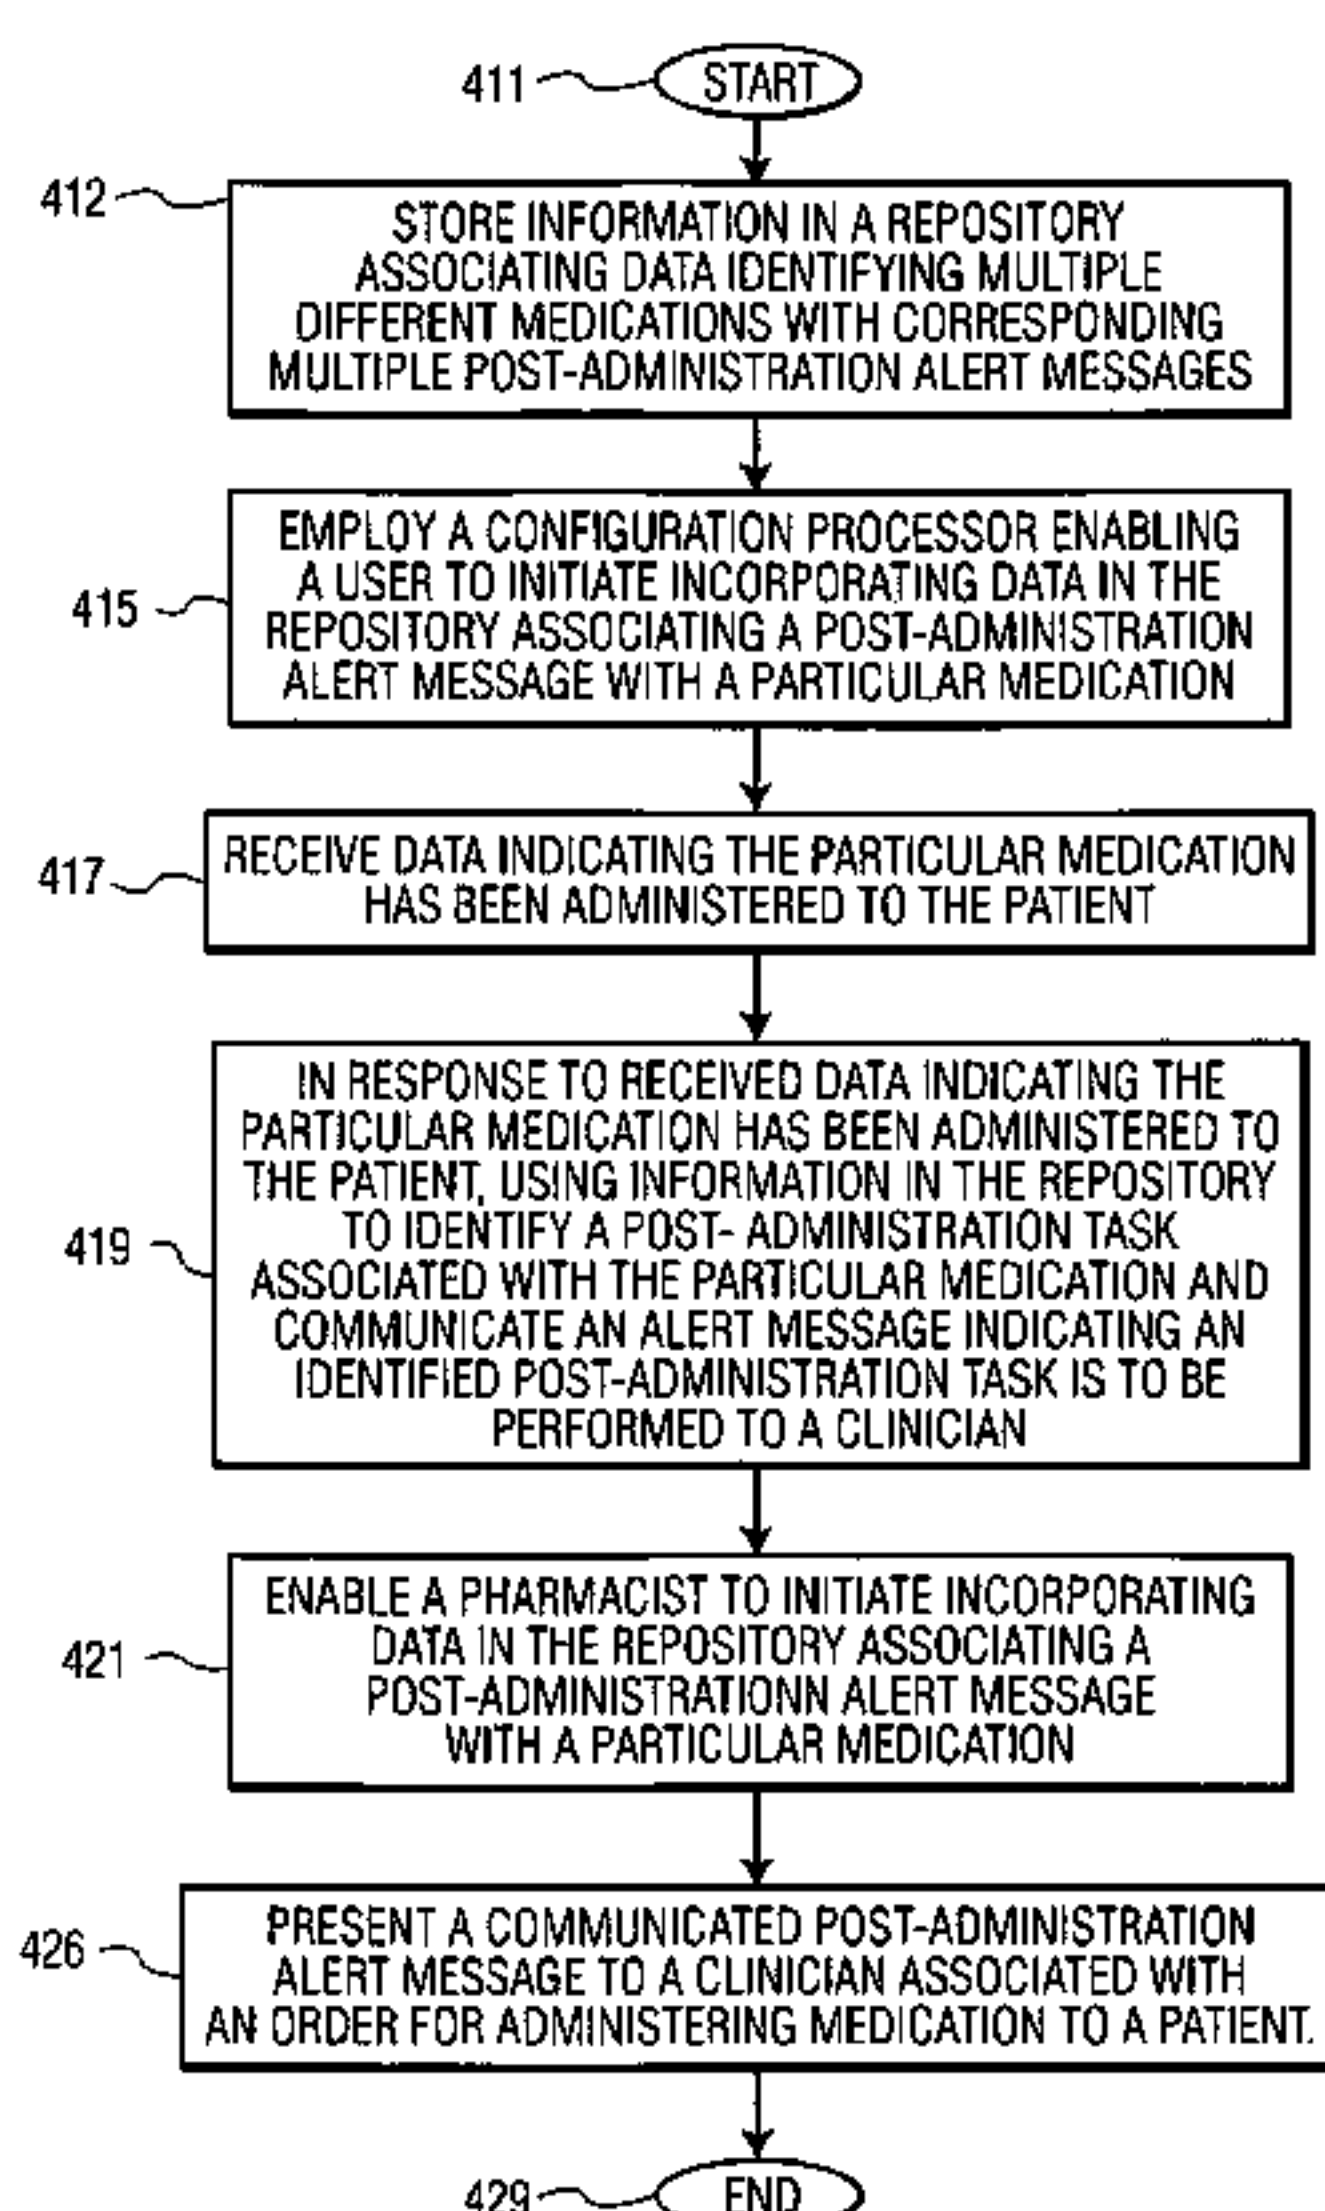 411 START
412
STORE INFORMATION IN A REPOSITORY
ASSOCIATING DATA IDENTIFYING MULTIPLE
DIFFERENT MEDICATIONS WITH CORRESPONDING
MULTIPLE POST-ADMINISTRATION ALERT MESSAGES
415
EMPLOY A CONFIGURATION PROCESSOR ENABLING
A USER TO INITIATE INCORPORATING DATA IN THE
REPOSITORY ASSOCIATING A POST-ADMINISTRATION
ALERT MESSAGE WITH A PARTICULAR MEDICATION
417
RECEIVE DATA INDICATING THE PARTICULAR MEDICATION
HAS BEEN ADMINISTERED TO THE PATIENT
419
IN RESPONSE TO RECEIVED DATA INDICATING THE
PARTICULAR MEDICATION HAS BEEN ADMINISTERED TO
THE PATIENT, USING INFORMATION IN THE REPOSITORY
TO IDENTIFY A POST- ADMINISTRATION TASK
ASSOCIATED WITH THE PARTICULAR MEDICATION AND
COMMUNICATE AN ALERT MESSAGE INDICATING AN
IDENTIFIED POST-ADMINISTRATION TASK IS TO BE
PERFORMED TO A CLINICIAN
421
ENABLE A PHARMACIST TO INITIATE INCORPORATING
DATA IN THE REPOSITORY ASSOCIATING A
POST-ADMINISTRATIONN ALERT MESSAGE
WITH A PARTICULAR MEDICATION
426
PRESENT A COMMUNICATED POST-ADMINISTRATION
ALERT MESSAGE TO A CLINICIAN ASSOCIATED WITH
AN ORDER FOR ADMINISTERING MEDICATION TO A PATIENT.
429 END